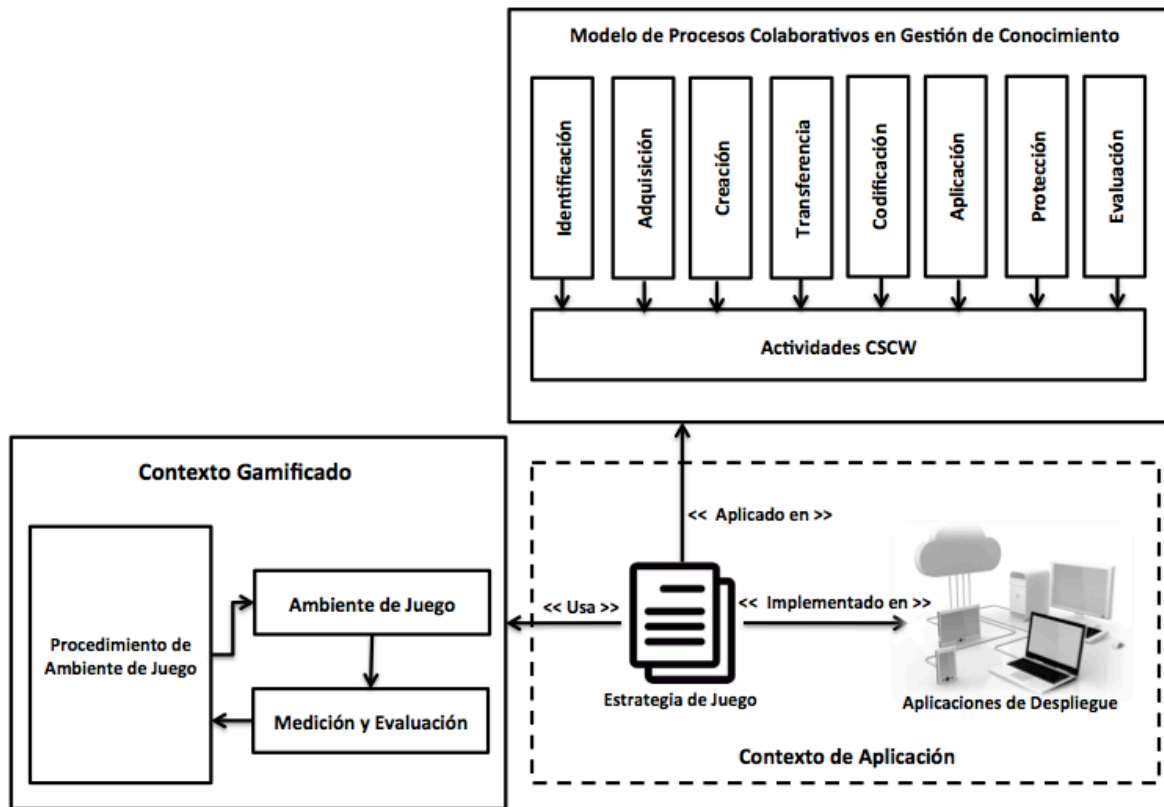 Modelo de Procesos Colaborativos en Gestión de Conocimiento
Identificación
Adquisición
Creación
Transferencia
Codificación
Aplicación
Protección
Evaluación
Actividades CSCW
Contexto Gamificado
Procedimiento de
Ambiente de Juego
Ambiente de Juego
Medición y Evaluación
<< Aplicado en >>
<< Usa >>
<< Implementado en >>
Estrategia de Juego
Aplicaciones de Despliegue
Contexto de Aplicación